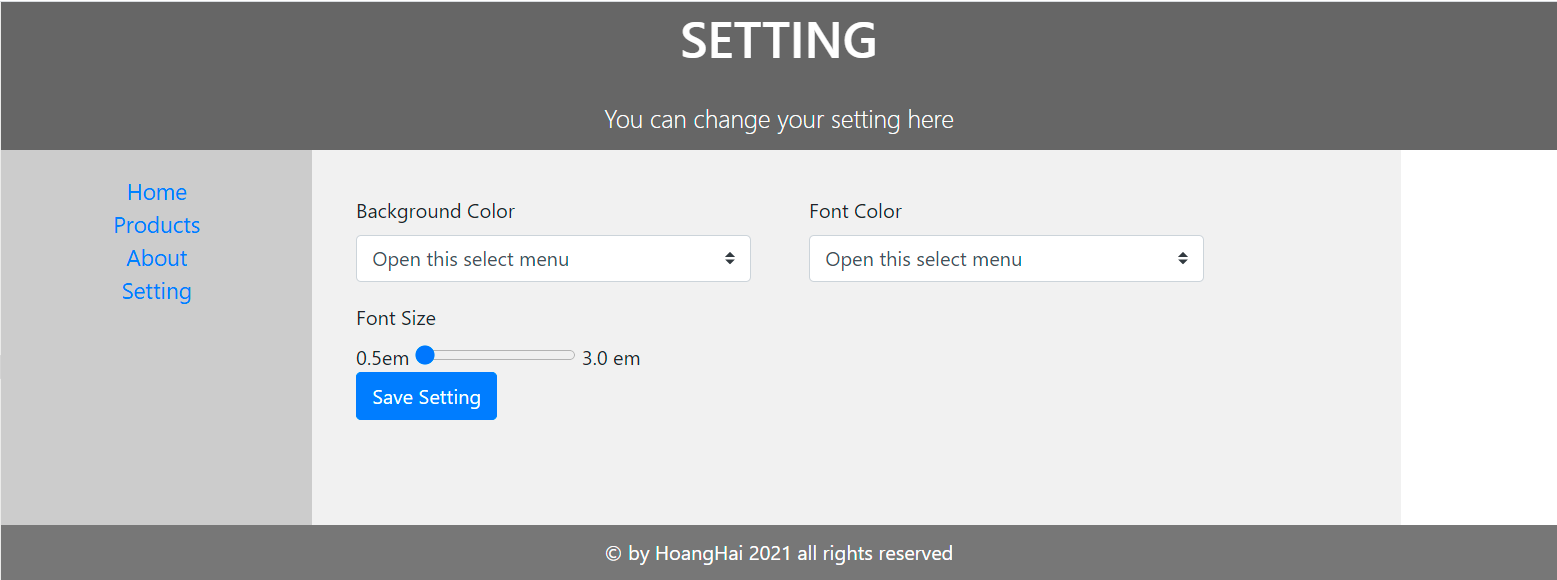 SETTING
You can change your setting here
Home
Products
About
Setting
Background Color
Open this select menu
Font Color
Open this select menu
Font Size
0.5em 3.0 em
Save Setting
© by HoangHai 2021 all rights reserved